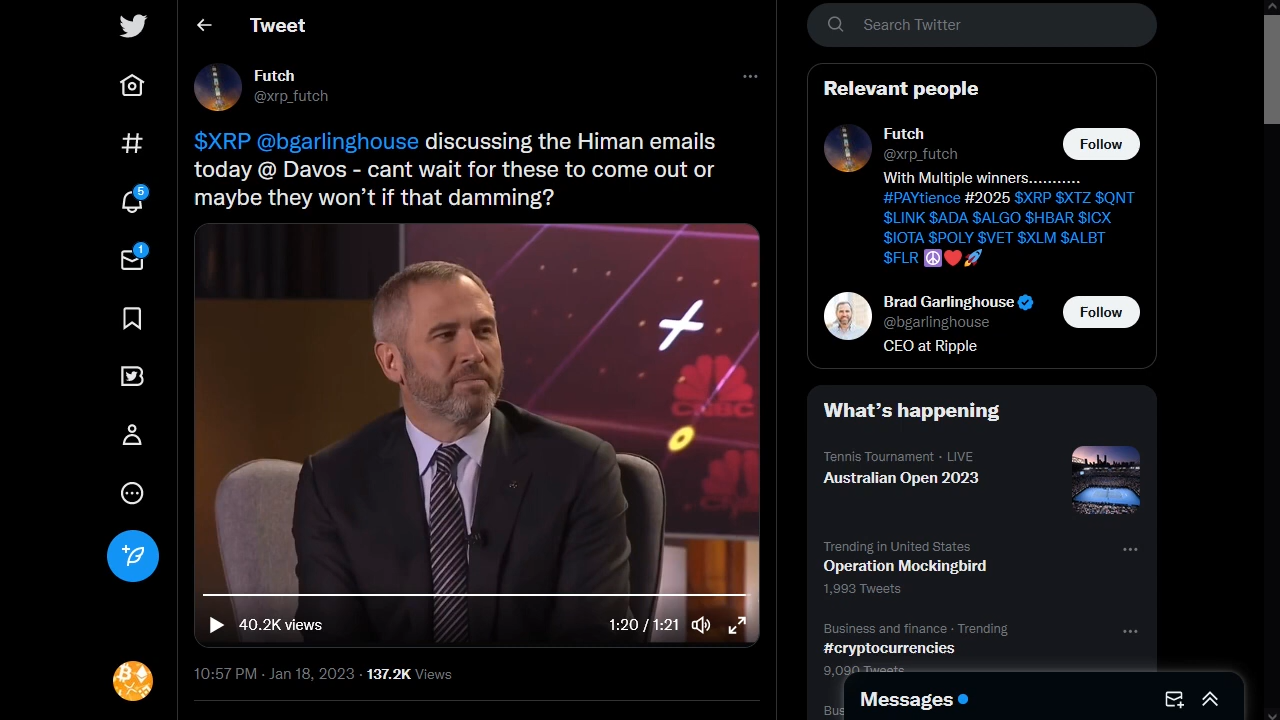 Tweet
Futch
@xrp_futch
$XRP @bgarlinghouse discussing the Himan emails
today @ Davos - cant wait for these to come out or
maybe they won’t if that damming?
CNBC
40.2K views
1:20 / 1:21
10:57 PM · Jan 18, 2023 · 137.2K Views
5
1
Search Twitter
Relevant people
Futch
@xrp_futch
Follow
With Multiple winners...........
#PAYtience #2025 $XRP $XTZ $QNT
$LINK $ADA $ALGO $HBAR $ICX
$IOTA $POLY $VET $XLM $ALBT
$FLR
Brad Garlinghouse
@bgarlinghouse
Follow
CEO at Ripple
What’s happening
Tennis Tournament · LIVE
Australian Open 2023
Trending in United States
Operation Mockingbird
1,993 Tweets
Business and finance · Trending
#cryptocurrencies
9,090 Tweets
Messages